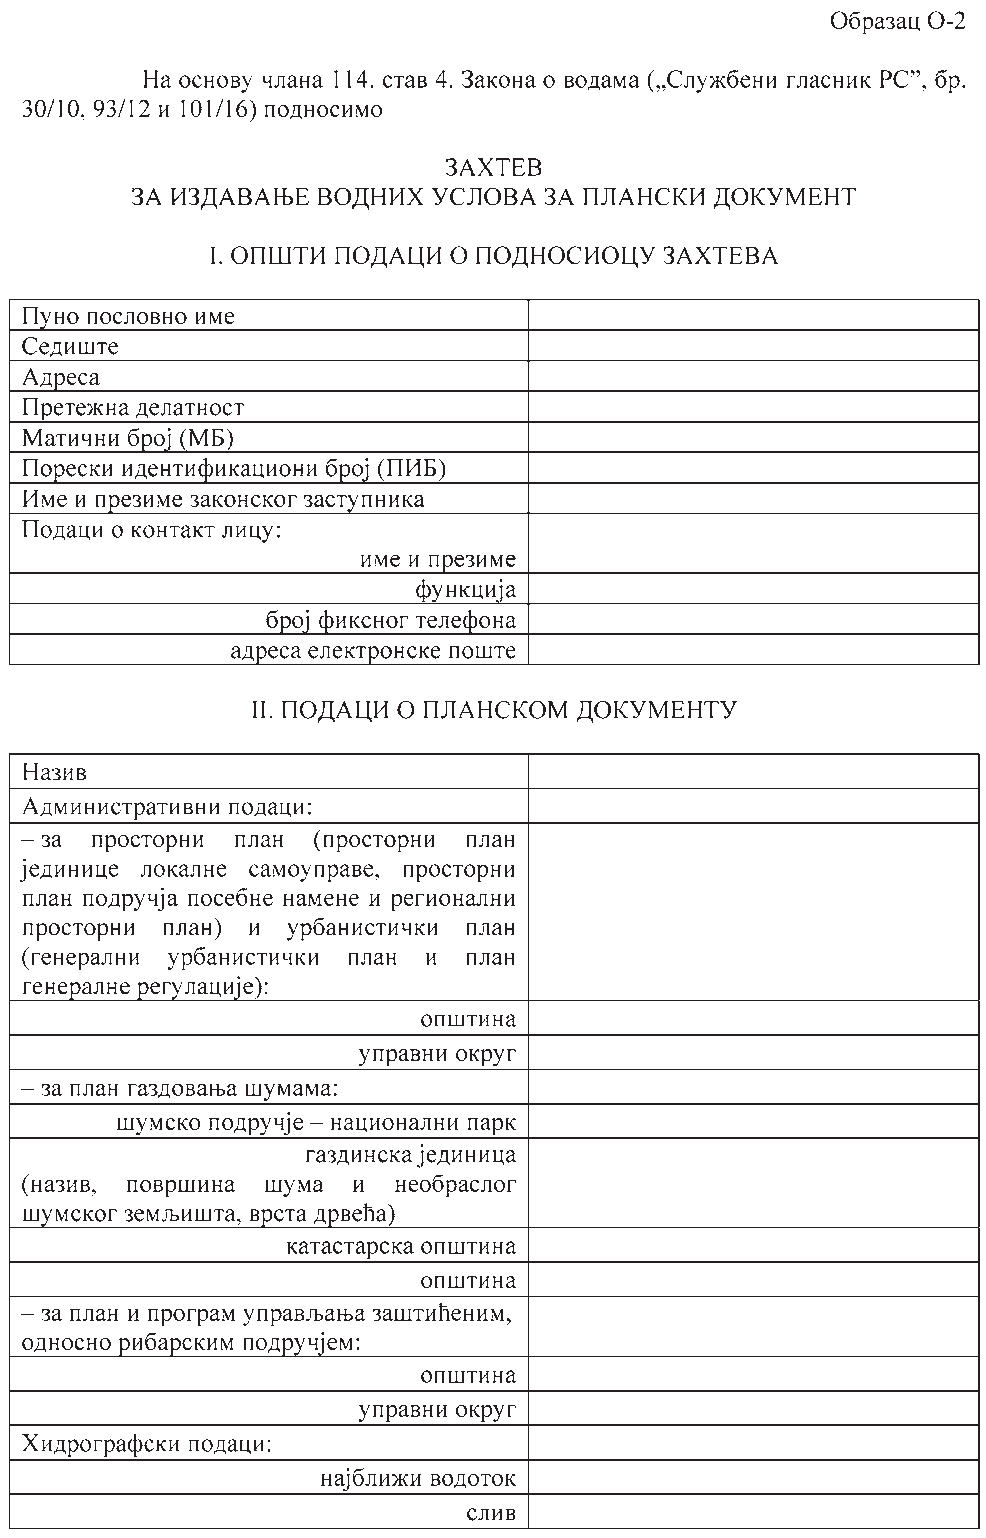 Образац О-2
На основу члана 114. став 4. Закона о водама („Службени гласник РС”, бр.
30/10, 93/12 и 101/16) подносимо
ЗАХТЕВ
ЗА ИЗДАВАЊЕ ВОДНИХ УСЛОВА ЗА ПЛАНСКИ ДОКУМЕНТ
I. ОПШТИ ПОДАЦИ О ПОДНОСИОЦУ ЗАХТЕВА
Пуно пословно име
Седиште
Адреса
Претежна делатност
Матични број (МБ)
Порески идентификациони број (ПИБ)
Име и презиме законског заступника
Подаци о контакт лицу:
име и презиме
функција
број фиксног телефона
адреса електронске поште
II. ПОДАЦИ О ПЛАНСКОМ ДОКУМЕНТУ
Назив
Административни подаци:
– за просторни план (просторни план
јединице локалне самоуправе, просторни
план подручја посебне намене и регионални
просторни план) и урбанистички план
(генерални урбанистички план и план
генералне регулације):
општина
управни округ
– за план газдовања шумама:
шумско подручје – национални парк
газдинска јединица
(назив, површина шума и необраслог
шумског земљишта, врста дрвећа)
катастарска општина
општина
– за план и програм управљања заштићеним,
односно рибарским подручјем:
општина
управни округ
Хидрографски подаци:
најближи водоток
слив